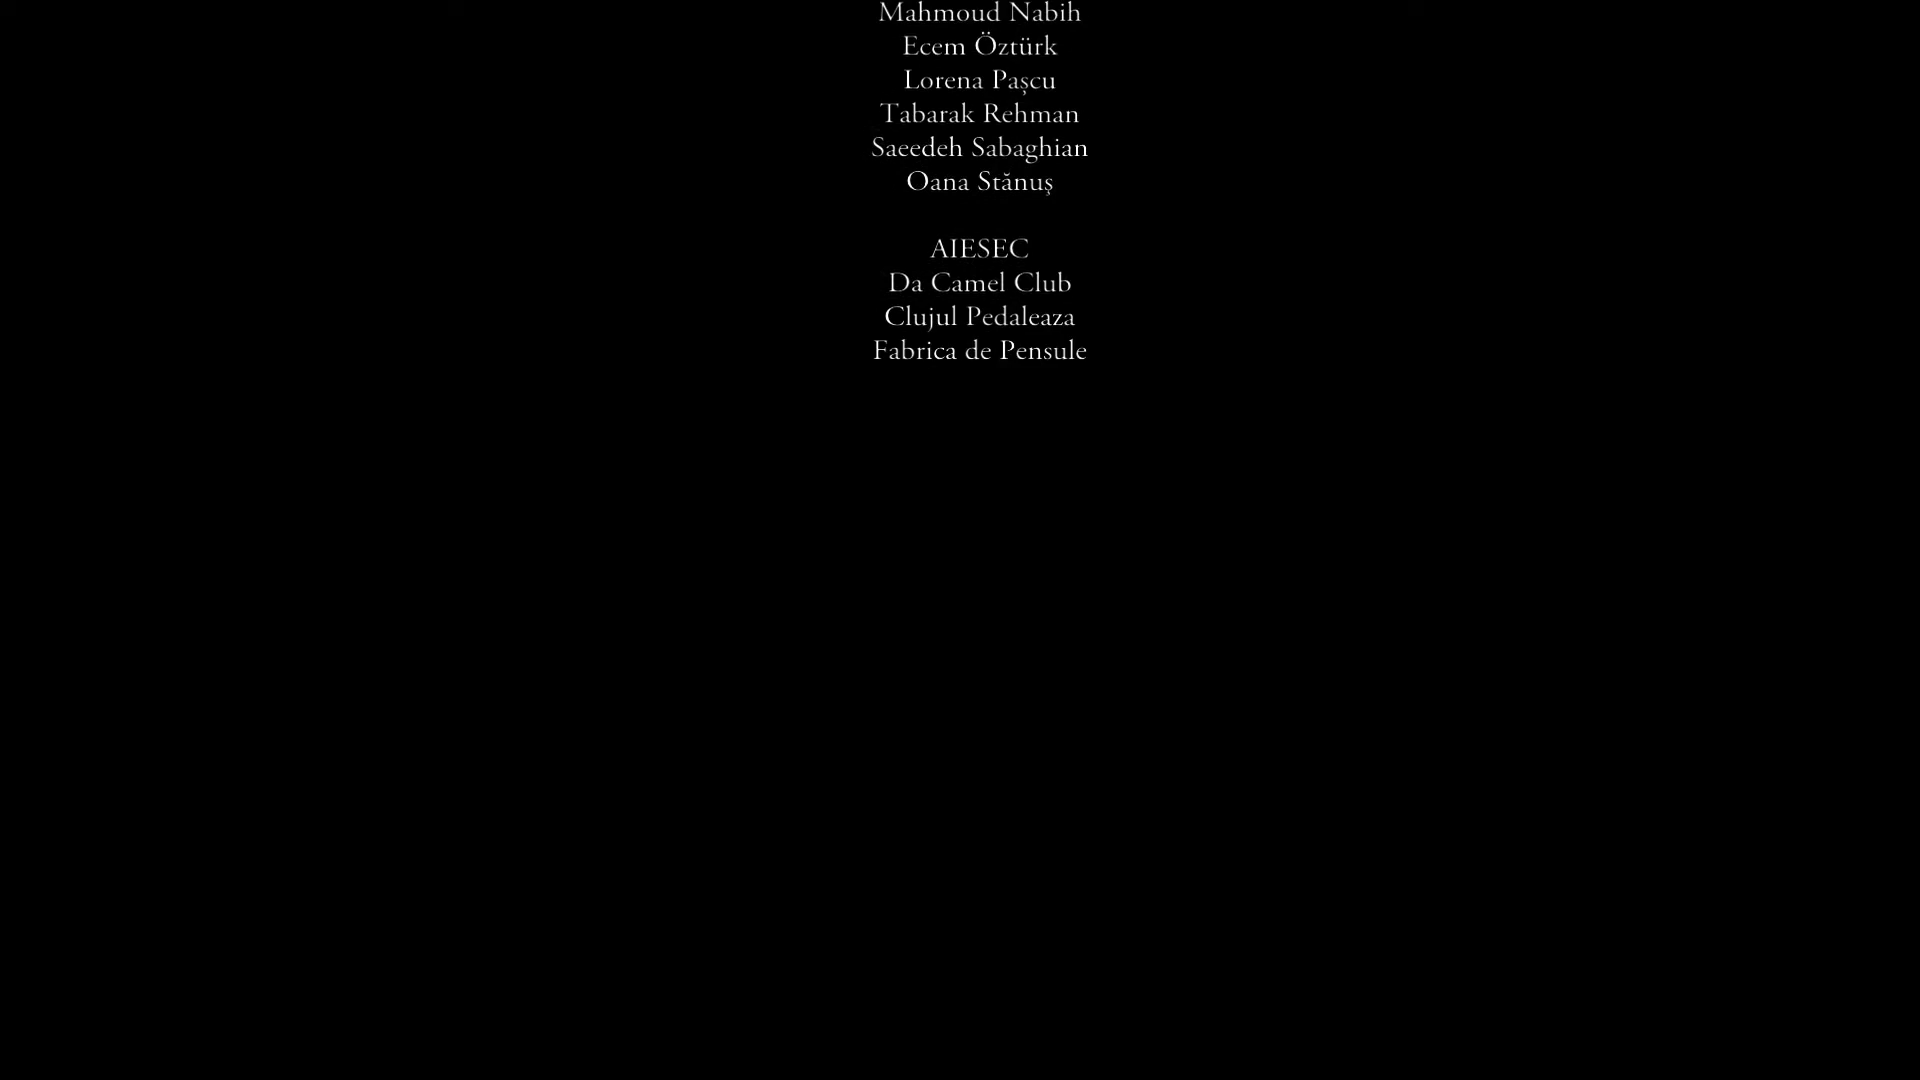 Mahmoud Nabih
Ecem Öztürk
Lorena Pașcu
Tabarak Rehman
Saeedeh Sabaghian
Oana Stănuş
AIESEC
Da Camel Club
Clujul Pedaleaza
Fabrica de Pensule